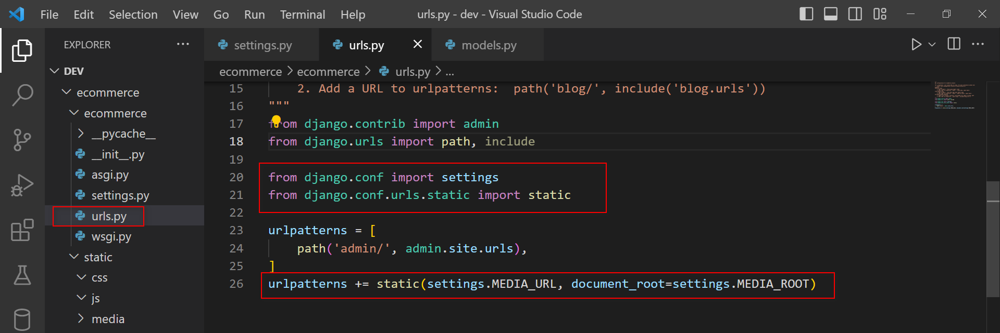 File Edit Selection View Go Run Terminal Help urls.py - dev - Visual Studio Code
EXPLORER
DEV
ecommerce
ecommerce
__pycache__
__init__.py
asgi.py
settings.py
urls.py
wsgi.py
static
css
js
media
settings.py urls.py models.py
ecommerce > ecommerce > urls.py > ...
15 2. Add a URL to urlpatterns:  path('blog/', include('blog.urls'))
16 """
17 from django.contrib import admin
18 from django.urls import path, include
19
20 from django.conf import settings
21 from django.conf.urls.static import static
22
23 urlpatterns = [
24 path('admin/', admin.site.urls),
25 ]
26 urlpatterns += static(settings.MEDIA_URL, document_root=settings.MEDIA_ROOT)